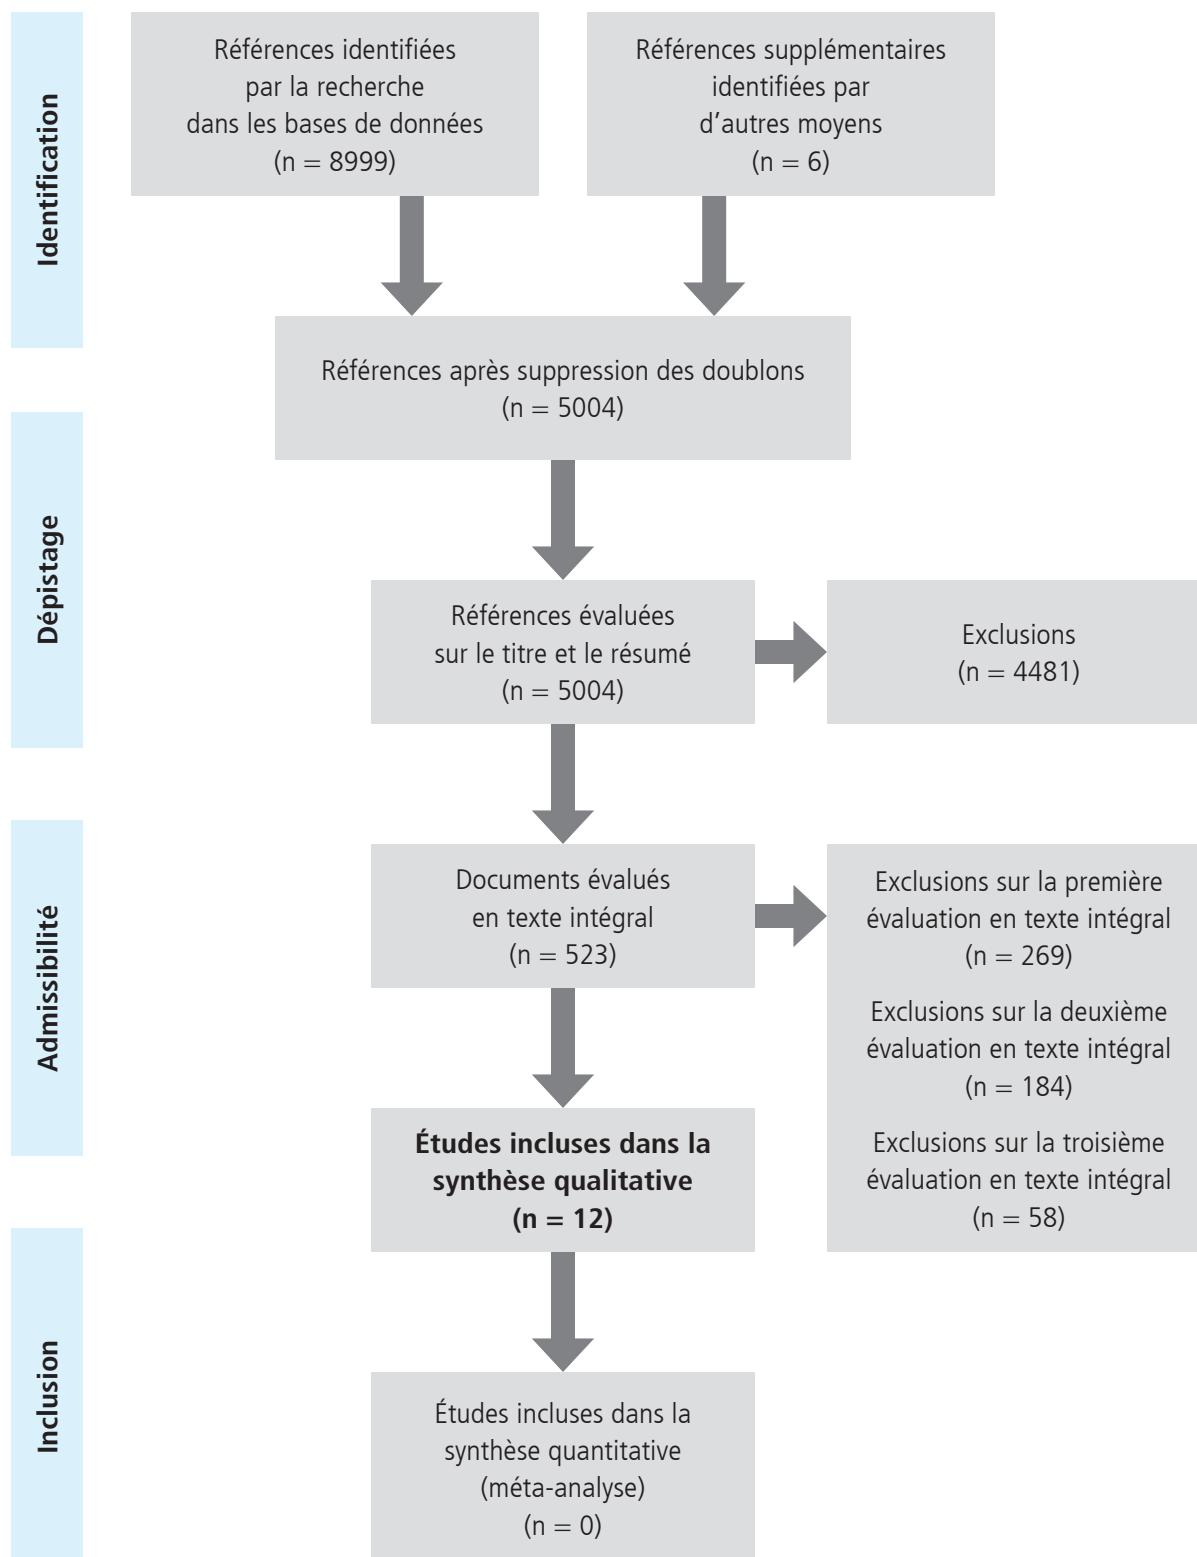 Identification
Références identifiées
par la recherche
dans les bases de données
(n = 8999)
Références supplémentaires
identifiées par
d’autres moyens
(n = 6)
Références après suppression des doublons
(n = 5004)
Dépistage
Références évaluées
sur le titre et le résumé
(n = 5004)
Exclusions
(n = 4481)
Admissibilité
Documents évalués
en texte intégral
(n = 523)
Exclusions sur la première
évaluation en texte intégral
(n = 269)
Exclusions sur la deuxième
évaluation en texte intégral
(n = 184)
Exclusions sur la troisième
évaluation en texte intégral
(n = 58)
Études incluses dans la
synthèse qualitative
(n = 12)
Inclusion
Études incluses dans la
synthèse quantitative
(méta-analyse)
(n = 0)